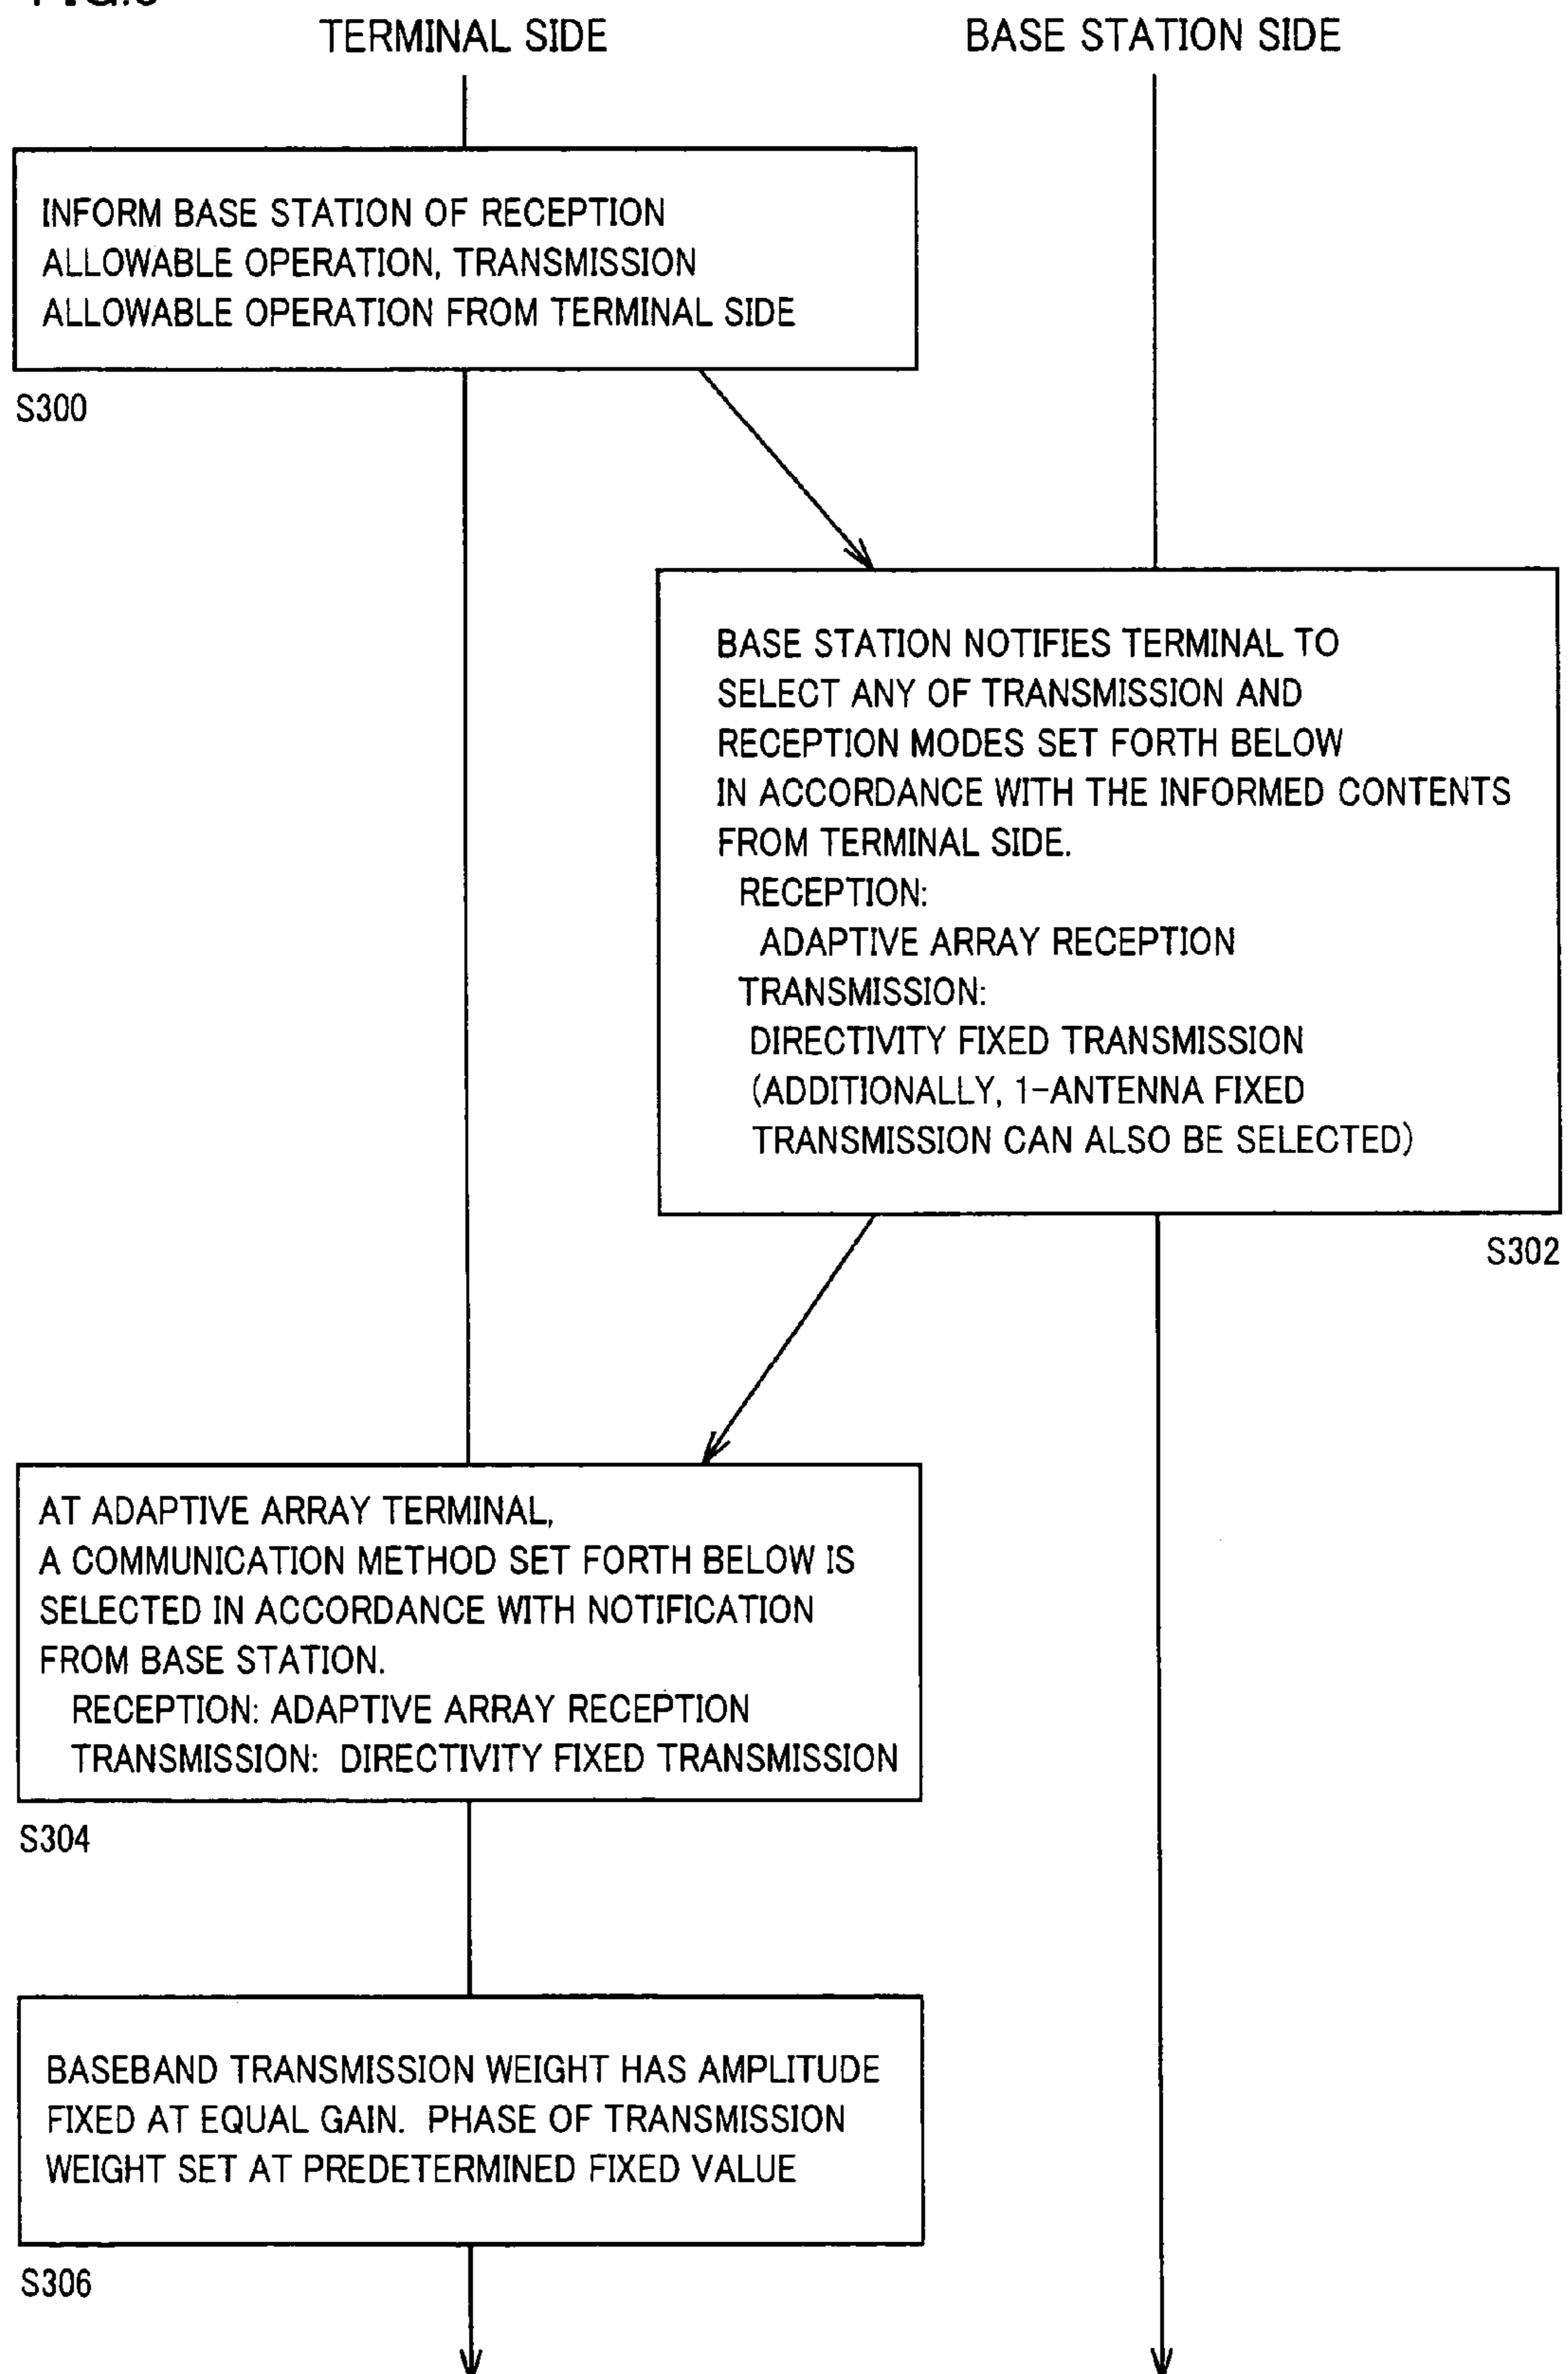 TERMINAL SIDE
BASE STATION SIDE
INFORM BASE STATION OF RECEPTION
ALLOWABLE OPERATION, TRANSMISSION
ALLOWABLE OPERATION FROM TERMINAL SIDE
S300
BASE STATION NOTIFIES TERMINAL TO
SELECT ANY OF TRANSMISSION AND
RECEPTION MODES SET FORTH BELOW
IN ACCORDANCE WITH THE INFORMED CONTENTS
FROM TERMINAL SIDE.
RECEPTION:
ADAPTIVE ARRAY RECEPTION
TRANSMISSION:
DIRECTIVITY FIXED TRANSMISSION
(ADDITIONALLY, 1-ANTENNA FIXED
TRANSMISSION CAN ALSO BE SELECTED)
S302
AT ADAPTIVE ARRAY TERMINAL,
A COMMUNICATION METHOD SET FORTH BELOW IS
SELECTED IN ACCORDANCE WITH NOTIFICATION
FROM BASE STATION.
RECEPTION: ADAPTIVE ARRAY RECEPTION
TRANSMISSION: DIRECTIVITY FIXED TRANSMISSION
S304
BASEBAND TRANSMISSION WEIGHT HAS AMPLITUDE
FIXED AT EQUAL GAIN. PHASE OF TRANSMISSION
WEIGHT SET AT PREDETERMINED FIXED VALUE
S306